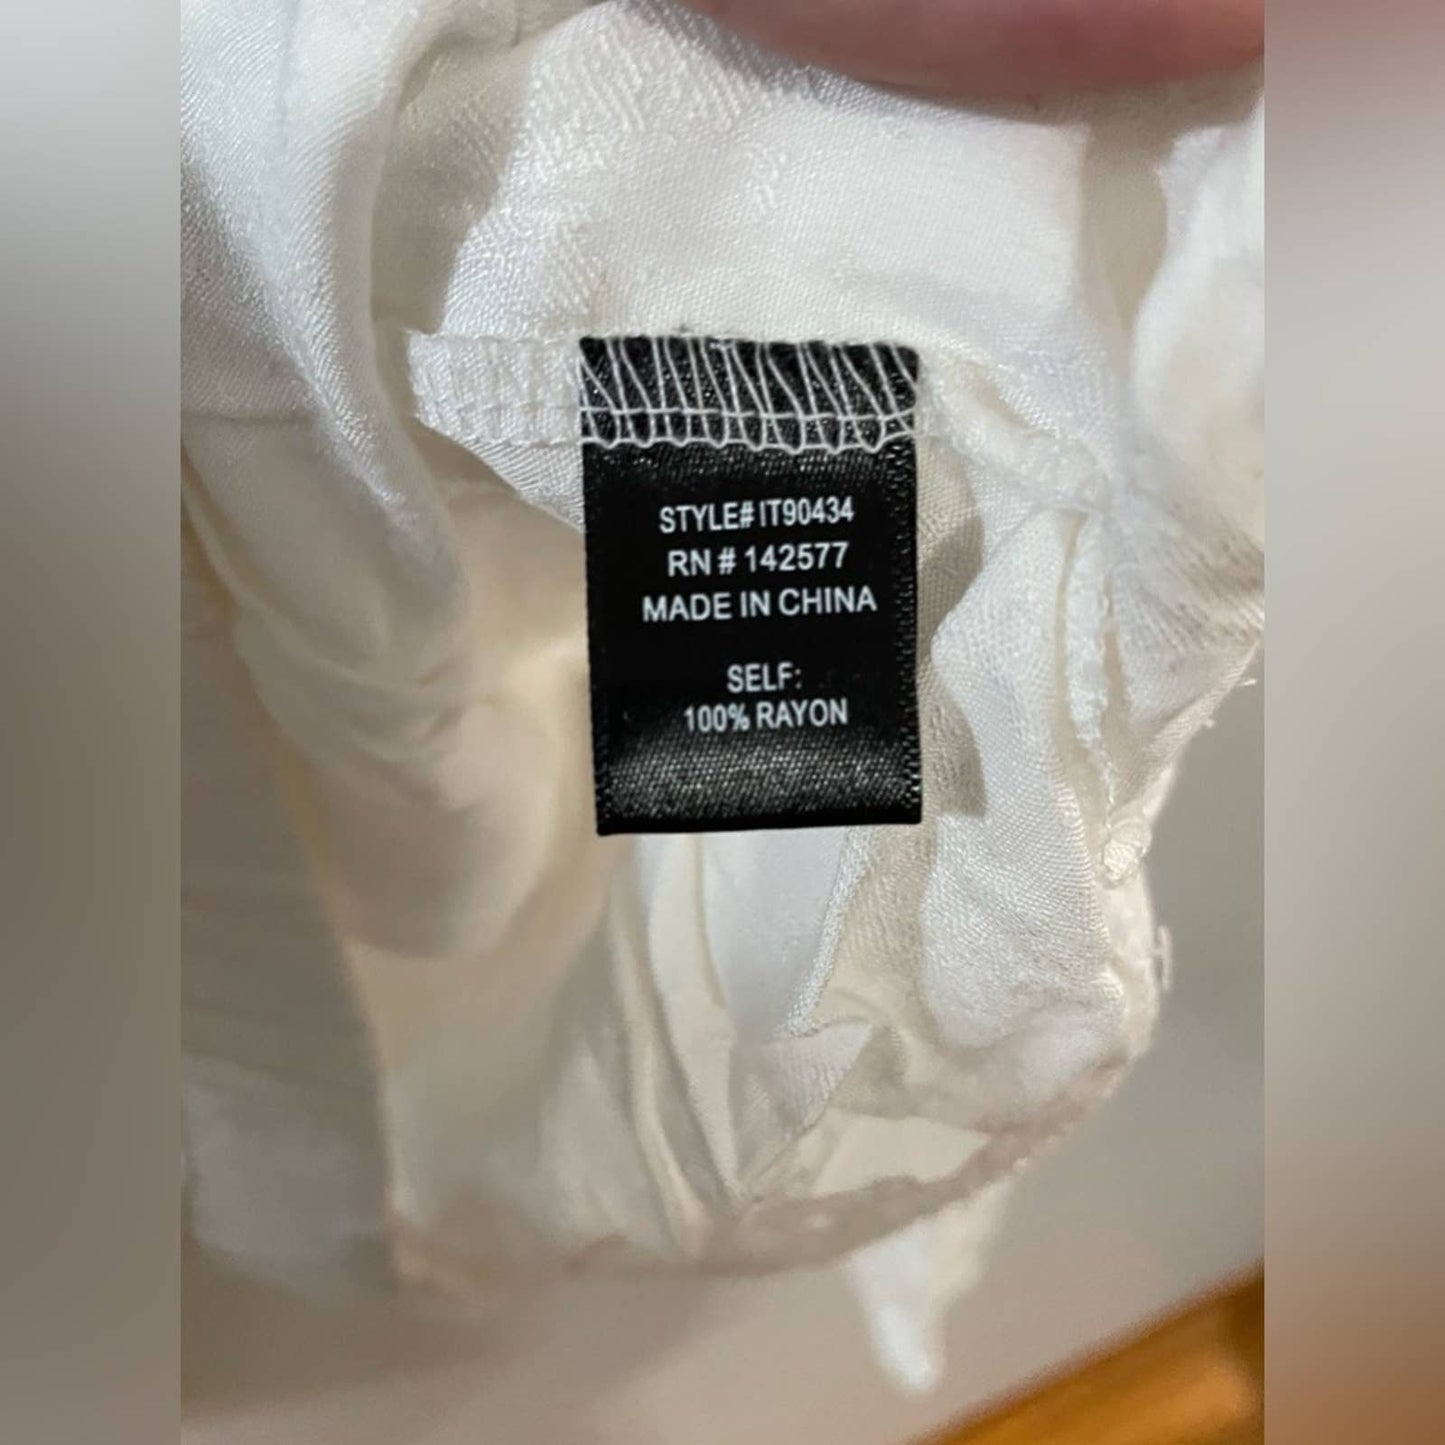 STYLE# IT90434
RN # 142577
MADE IN CHINA
SELF:
100% RAYON